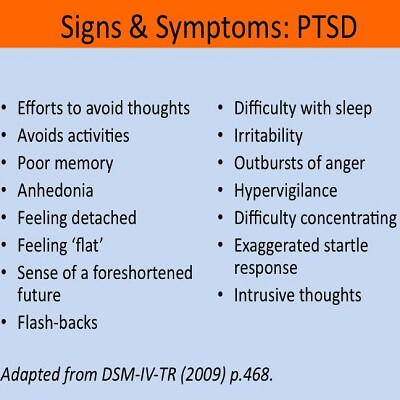 Signs & Symptoms: PTSD
• Efforts to avoid thoughts
• Avoids activities
• Poor memory
• Anhedonia
• Feeling detached
• Feeling ‘flat’
• Sense of a foreshortened
future
• Flash-backs
• Difficulty with sleep
• Irritability
• Outbursts of anger
• Hypervigilance
• Difficulty concentrating
• Exaggerated startle
response
• Intrusive thoughts
Adapted from DSM-IV-TR (2009) p.468.